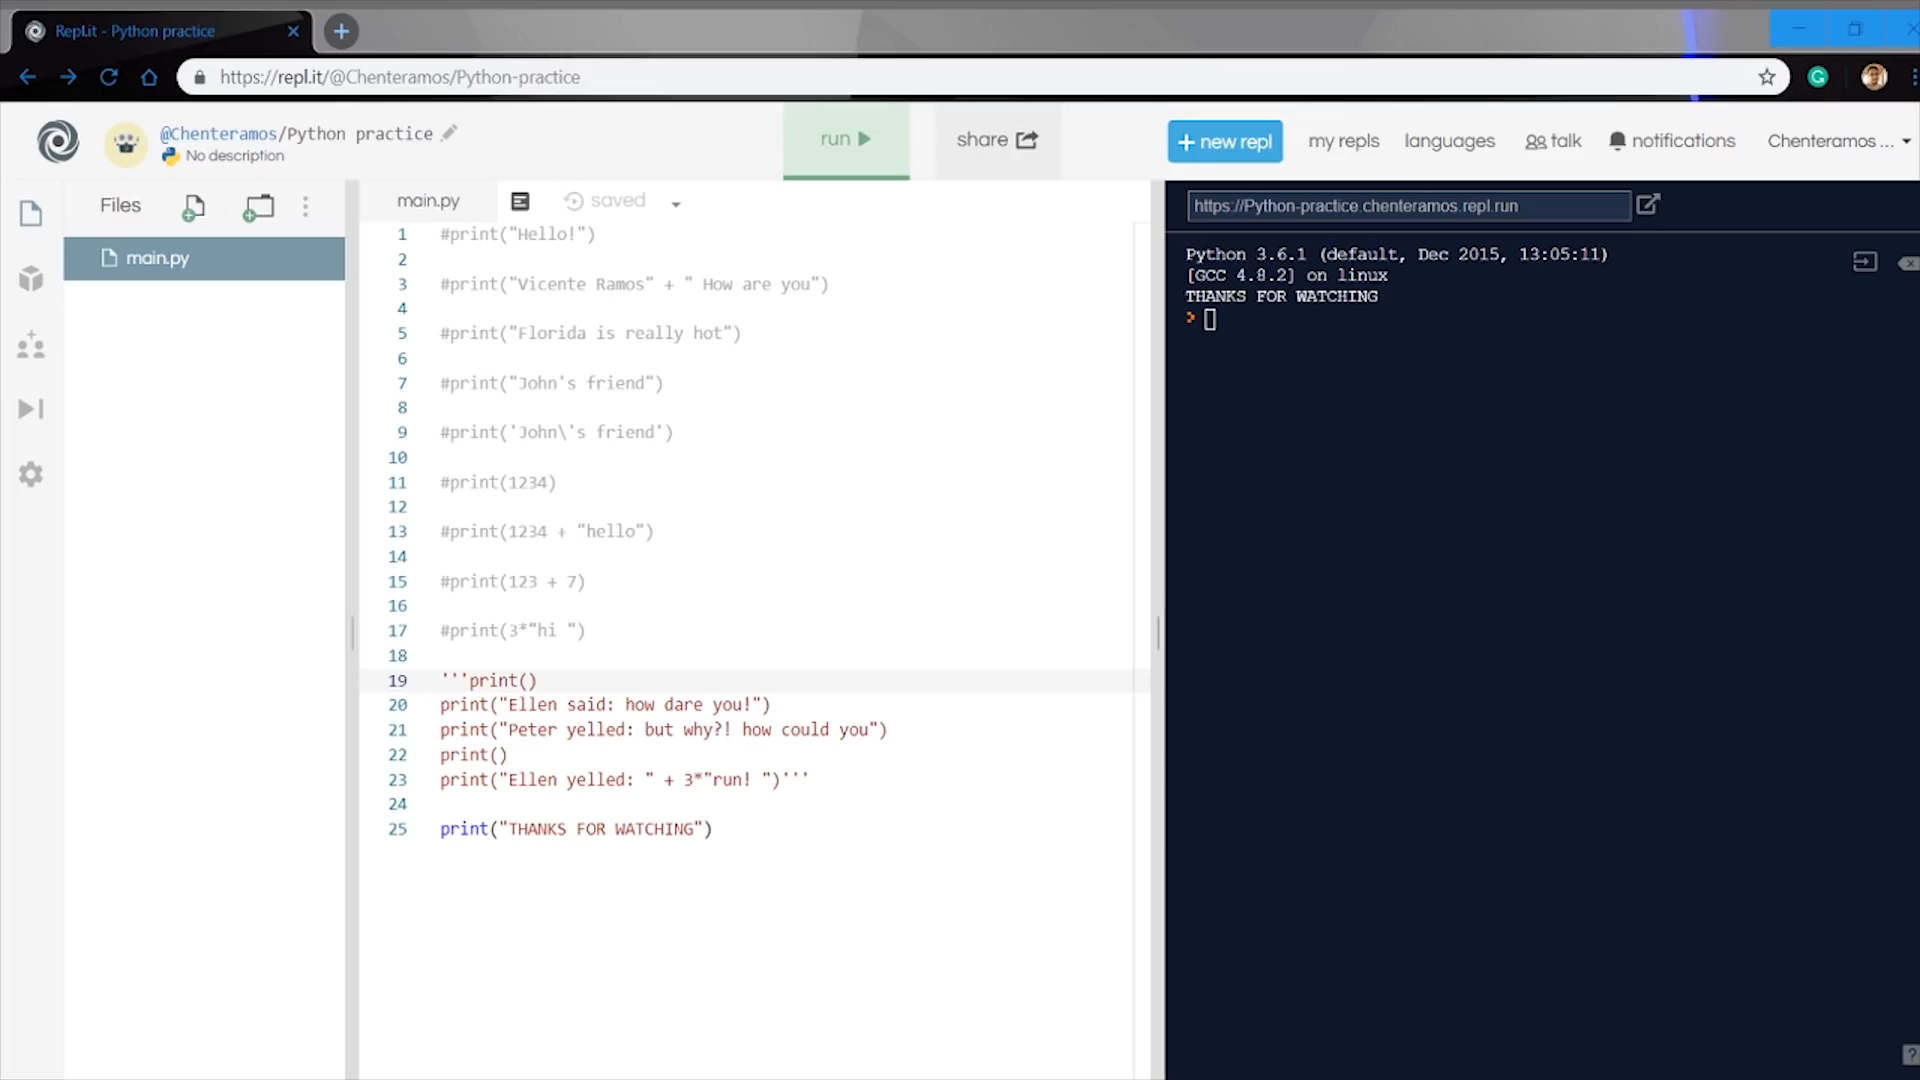 Repl.it - Python practice
https://repl.it/@Chenteramos/Python-practice
@Chenteramos/Python practice
No description
run
share
+ new repl
my repls
languages
talk
notifications
Chenteramos ...
Files
main.py
main.py
saved
1 #print("Hello!")
2
3 #print("Vicente Ramos" + " How are you")
4
5 #print("Florida is really hot")
6
7 #print("John's friend")
8
9 #print('John\'s friend')
10
11 #print(1234)
12
13 #print(1234 + "hello")
14
15 #print(123 + 7)
16
17 #print(3*"hi ")
18
19 '''print()
20 print("Ellen said: how dare you!")
21 print("Peter yelled: but why?! how could you")
22 print()
23 print("Ellen yelled: " + 3*"run! ")'''
24
25 print("THANKS FOR WATCHING")
https://Python-practice.chenteramos.repl.run
Python 3.6.1 (default, Dec 2015, 13:05:11)
[GCC 4.8.2] on linux
THANKS FOR WATCHING
>
?